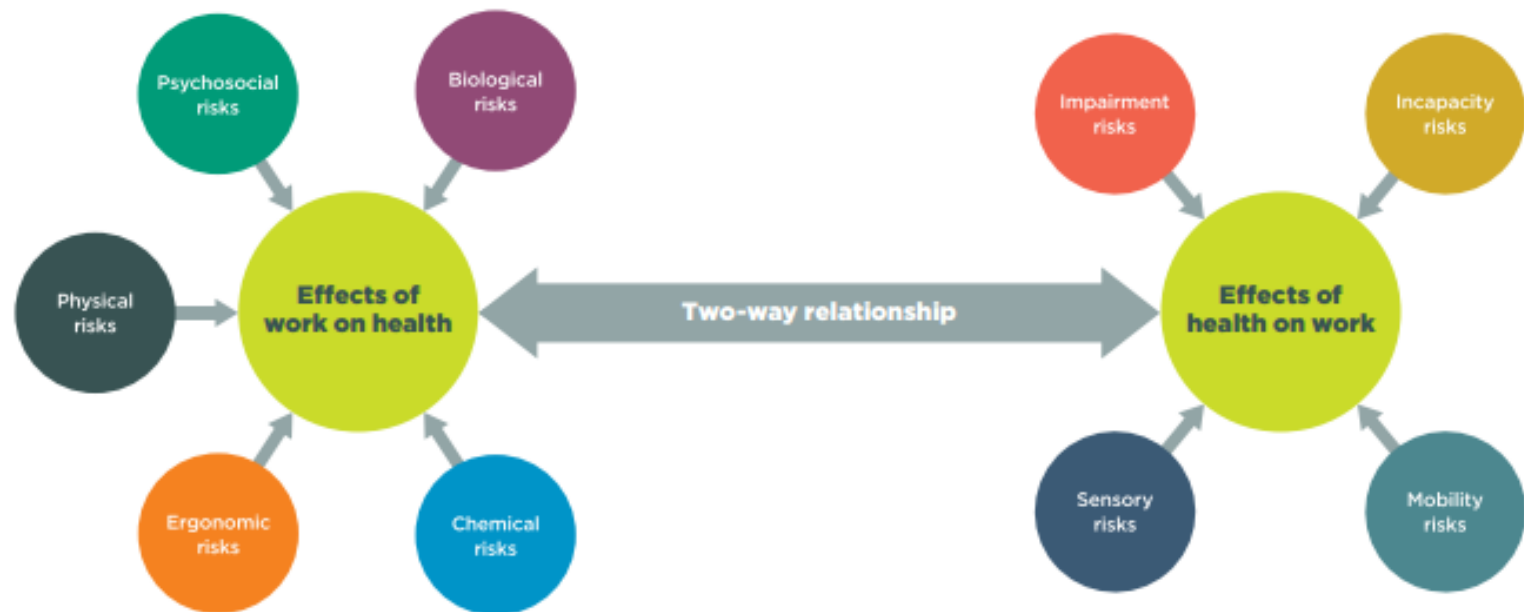 Psychosocial
risks
Biological
risks
Physical
risks
Effects of
work on health
Ergonomic
risks
Chemical
risks
Two-way relationship
Impairment
risks
Incapacity
risks
Effects of
health on work
Sensory
risks
Mobility
risks